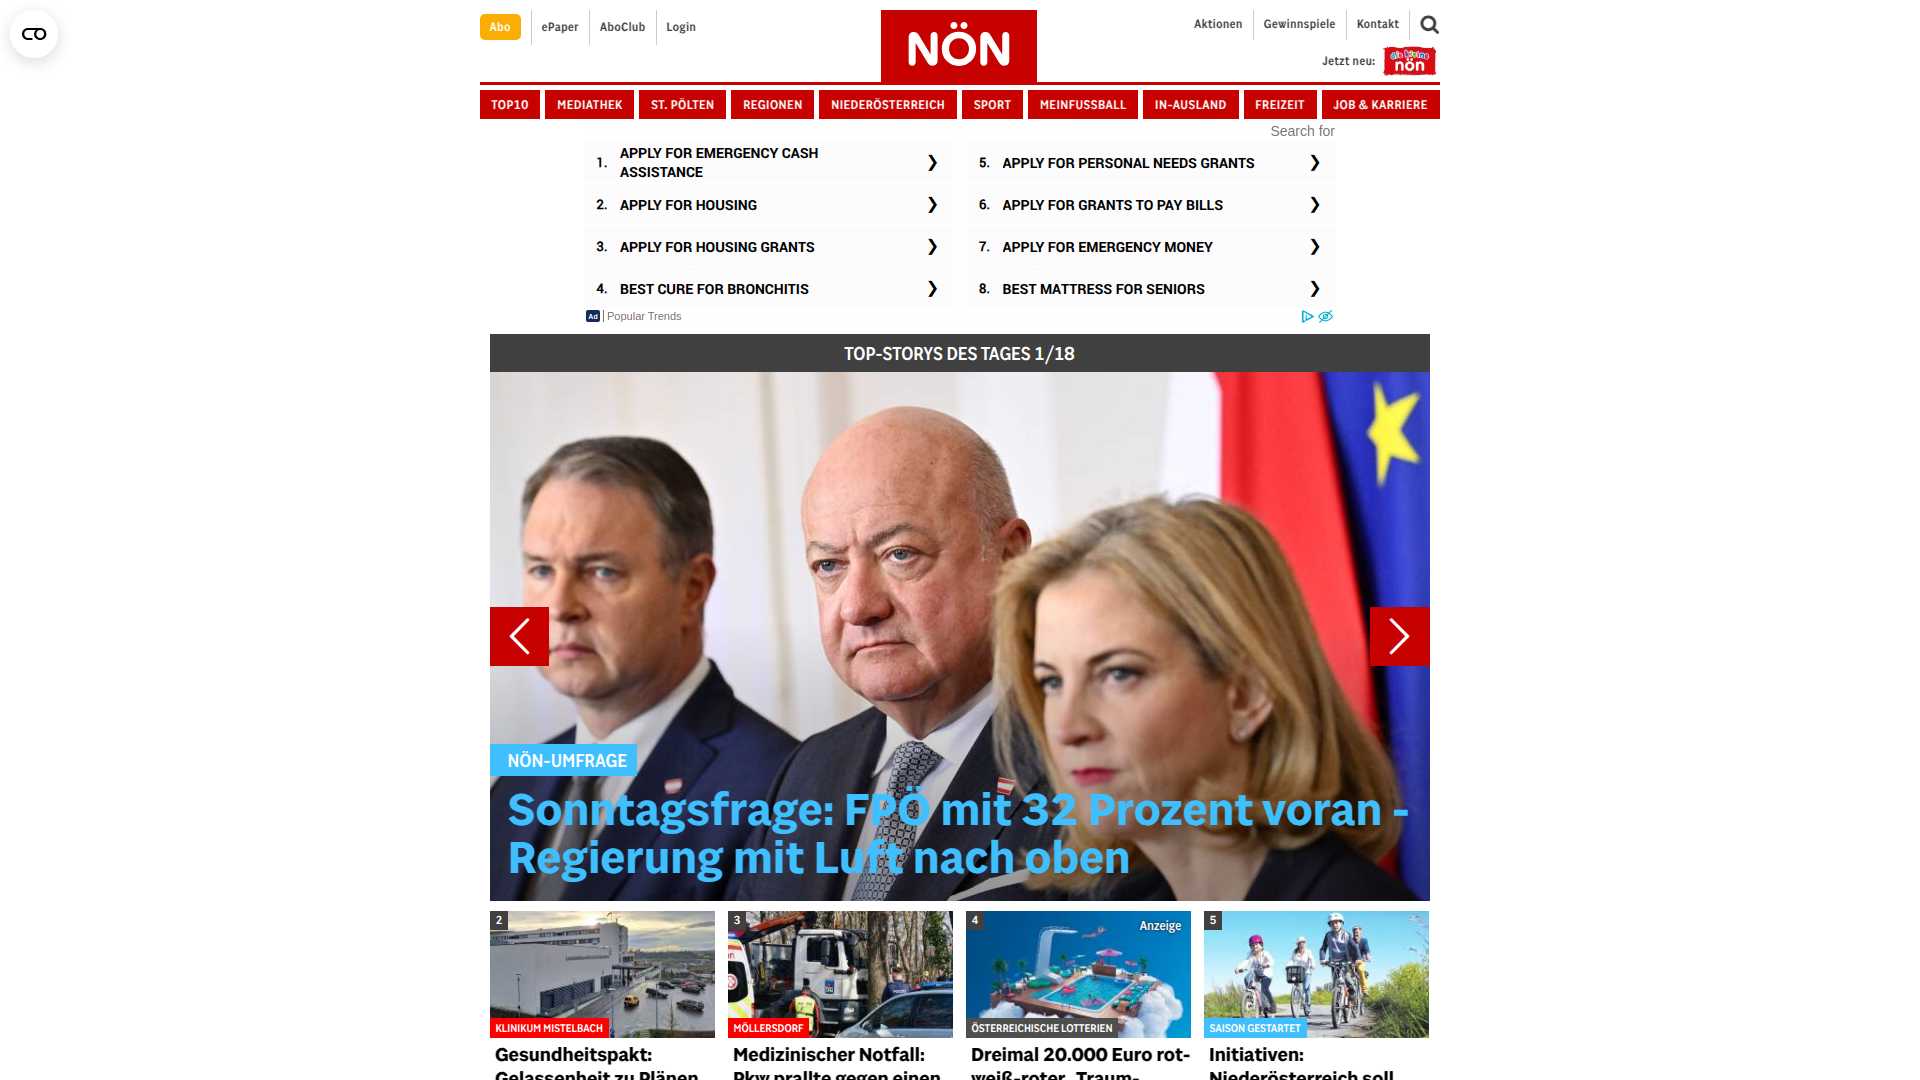 Abo
ePaper
AboClub
Login
NÖN
Aktionen
Gewinnspiele
Kontakt
Jetzt neu:
die kleine
nön
TOP10
MEDIATHEK
ST. PÖLTEN
REGIONEN
NIEDERÖSTERREICH
SPORT
MEINFUSSBALL
IN-AUSLAND
FREIZEIT
JOB & KARRIERE
Search for
1. APPLY FOR EMERGENCY CASH
ASSISTANCE
2. APPLY FOR HOUSING
3. APPLY FOR HOUSING GRANTS
4. BEST CURE FOR BRONCHITIS
5. APPLY FOR PERSONAL NEEDS GRANTS
6. APPLY FOR GRANTS TO PAY BILLS
7. APPLY FOR EMERGENCY MONEY
8. BEST MATTRESS FOR SENIORS
Ad | Popular Trends
TOP-STORYS DES TAGES 1/18
NÖN-UMFRAGE
Sonntagsfrage: FPÖ mit 32 Prozent voran -
Regierung mit Luft nach oben
2
KLINIKUM MISTELBACH
Gesundheitspakt:
Gelassenheit zu Plänen
3
MÖLLERSDORF
Medizinischer Notfall:
Pkw prallte gegen einen
4
Anzeige
ÖSTERREICHISCHE LOTTERIEN
Dreimal 20.000 Euro rot-
weiß-roter „Traum-
5
SAISON GESTARTET
Initiativen:
Niederösterreich soll